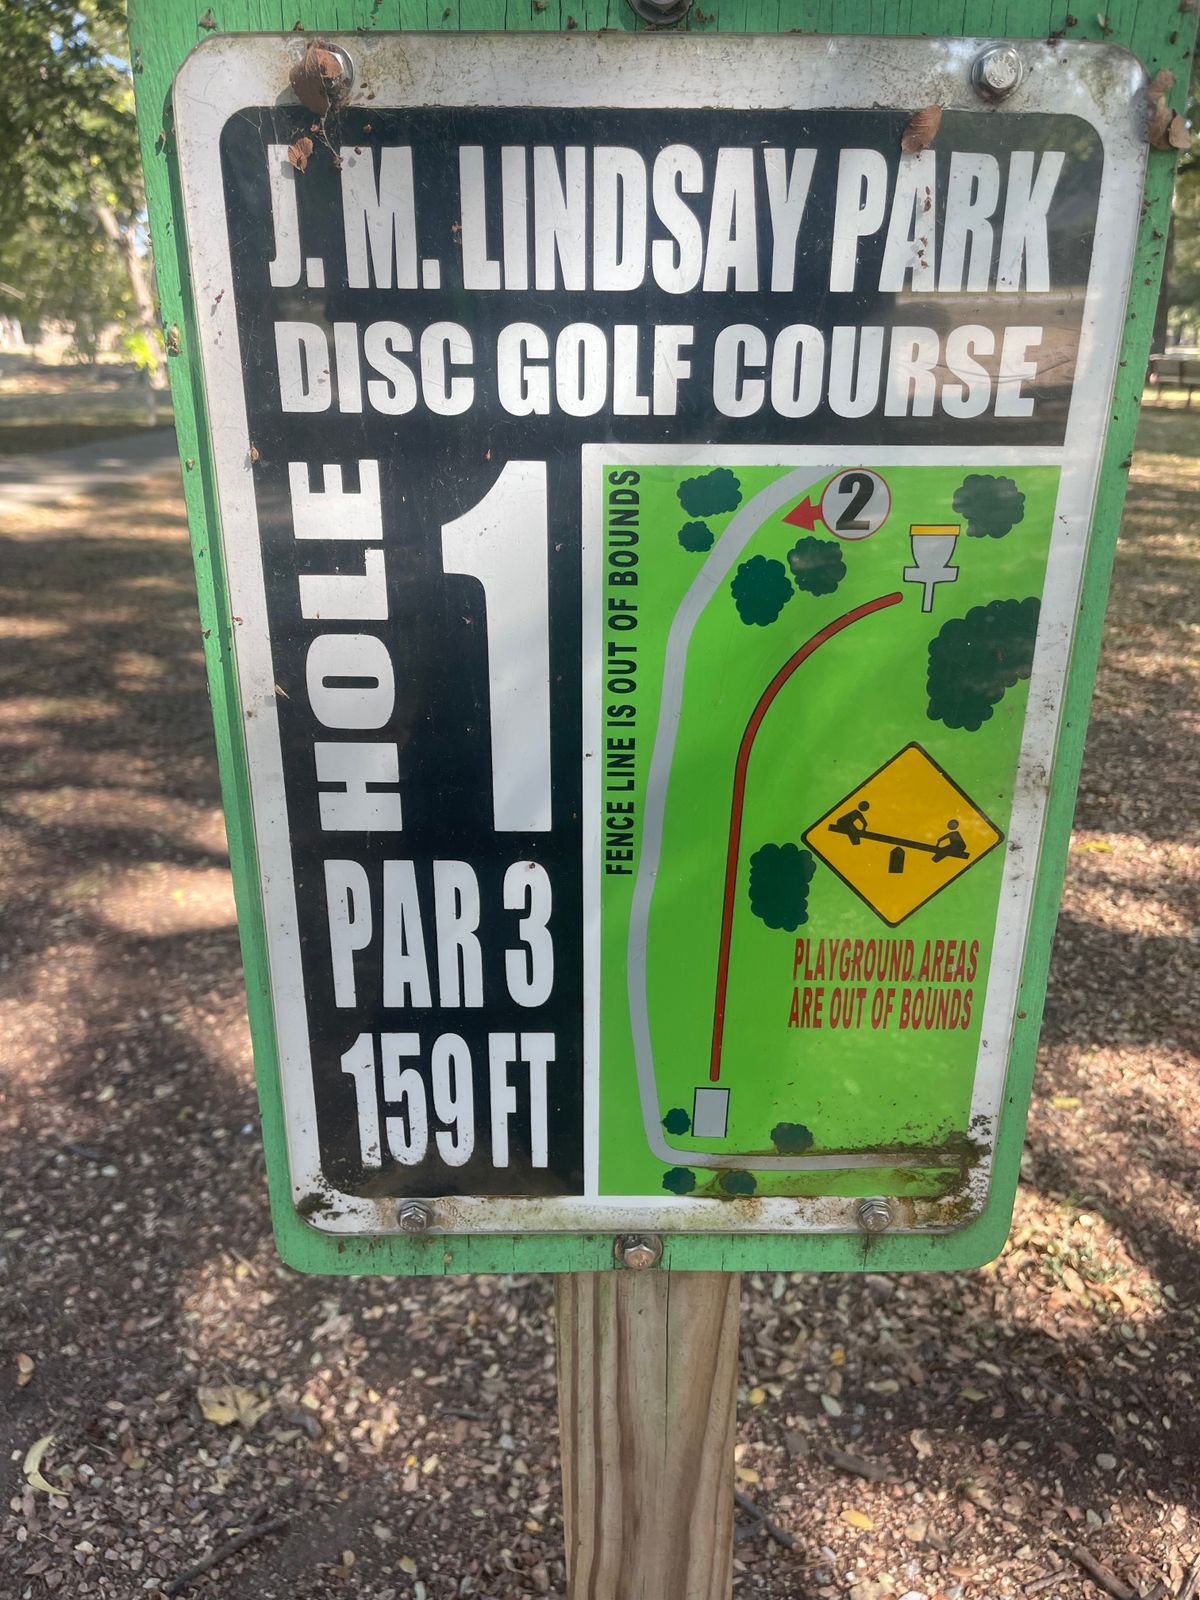 J. M. LINDSAY PARK
DISC GOLF COURSE
HOLE 1
PAR 3
159 FT
FENCE LINE IS OUT OF BOUNDS
2
PLAYGROUND AREAS
ARE OUT OF BOUNDS